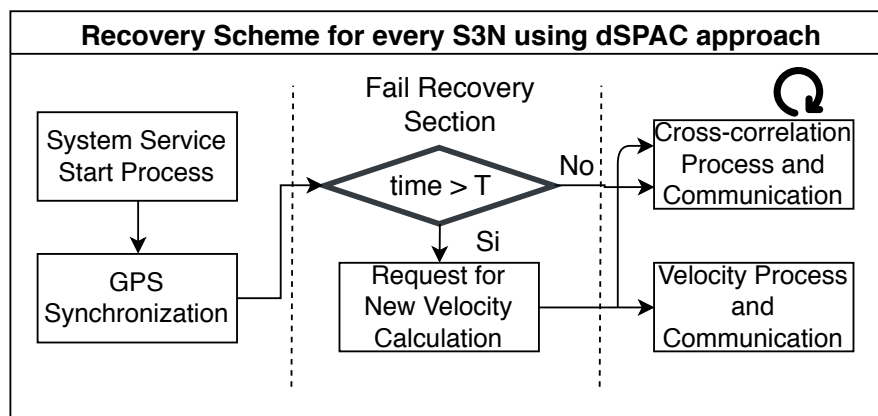 Recovery Scheme for every S3N using dSPAC approach
System Service
Start Process
GPS
Synchronization
Fail Recovery
Section
time > T
No
Si
Request for
New Velocity
Calculation
Cross-correlation
Process and
Communication
Velocity Process
and
Communication